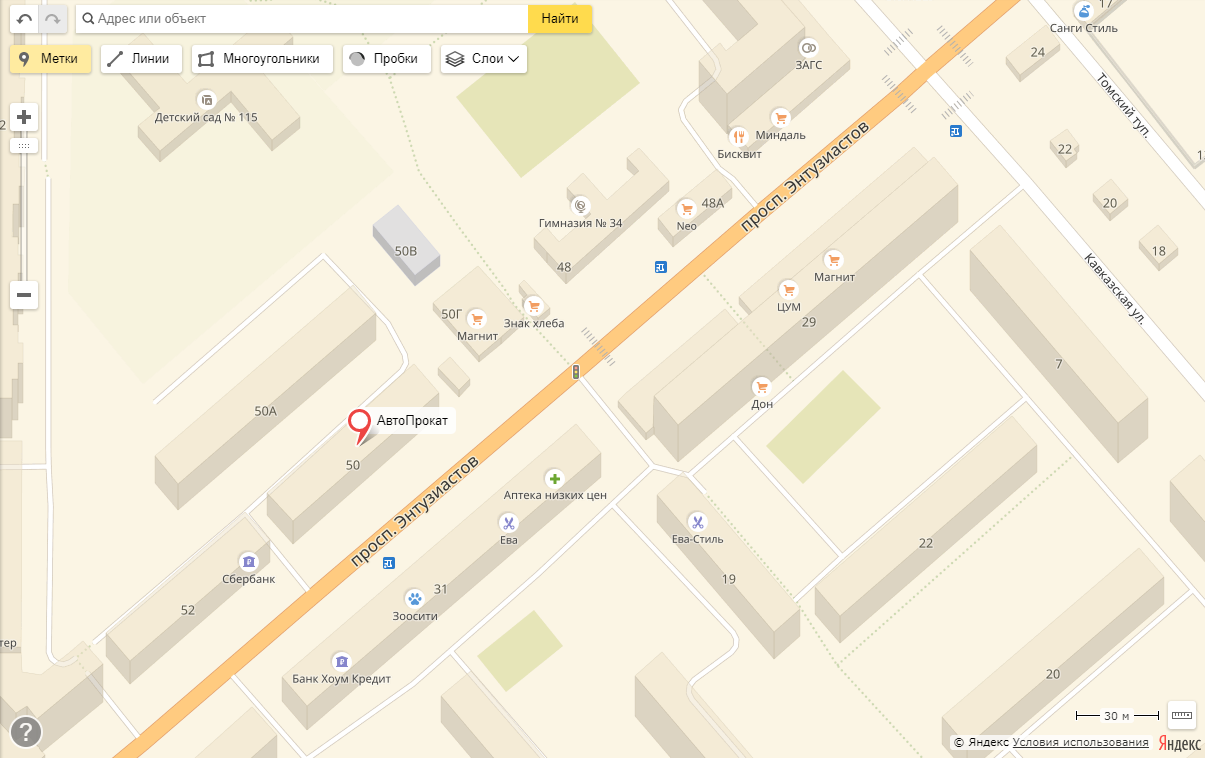 Адрес или объект
Найти
Метки
Линии
Многоугольники
Пробки
Слои
17
Санги Стиль
24
ЗАГС
Томский туп.
Детский сад № 115
2
Миндаль
Бисквит
22
просп. Энтузиастов
48А
Neo
Гимназия № 34
20
18
50В
48
Магнит
Кавказская ул.
ЦУМ
29
50Г
Магнит
Знак хлеба
7
Дон
50А
АвтоПрокат
50
просп. Энтузиастов
Аптека низких цен
Ева
Ева-Стиль
22
Сбербанк
19
31
52
Зоосити
тер
Банк Хоум Кредит
20
30 м
?
© Яндекс Условия использования
Яндекс